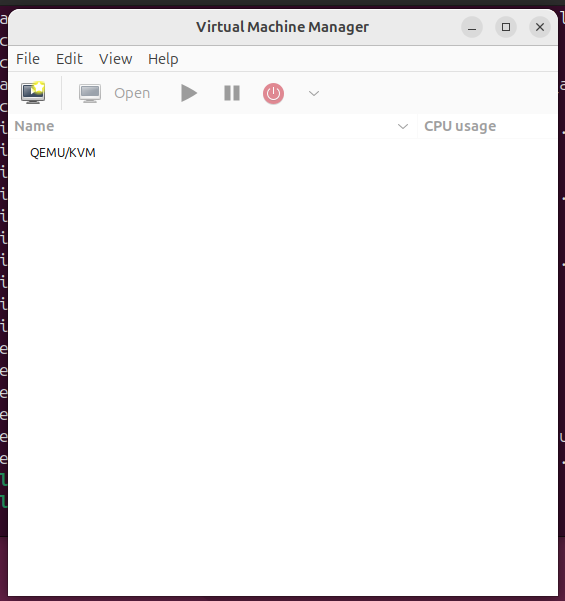 Virtual Machine Manager
File Edit View Help
Open
Name CPU usage
QEMU/KVM